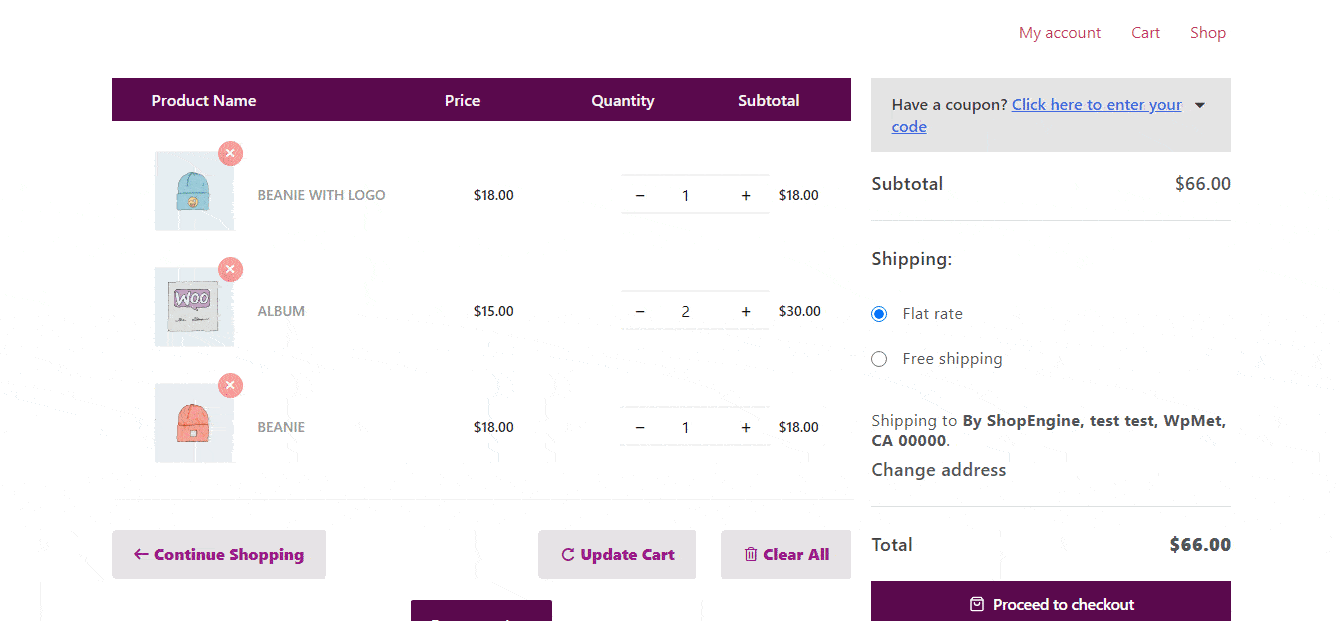 My account Cart Shop
Product Name Price Quantity Subtotal
BEANIE WITH LOGO $18.00 − 1 + $18.00
WOO
ALBUM $15.00 − 2 + $30.00
BEANIE $18.00 − 1 + $18.00
← Continue Shopping Update Cart Clear All
Have a coupon? Click here to enter your
code
Subtotal $66.00
Shipping:
Flat rate
Free shipping
Shipping to By ShopEngine, test test, WpMet,
CA 00000.
Change address
Total $66.00
Proceed to checkout